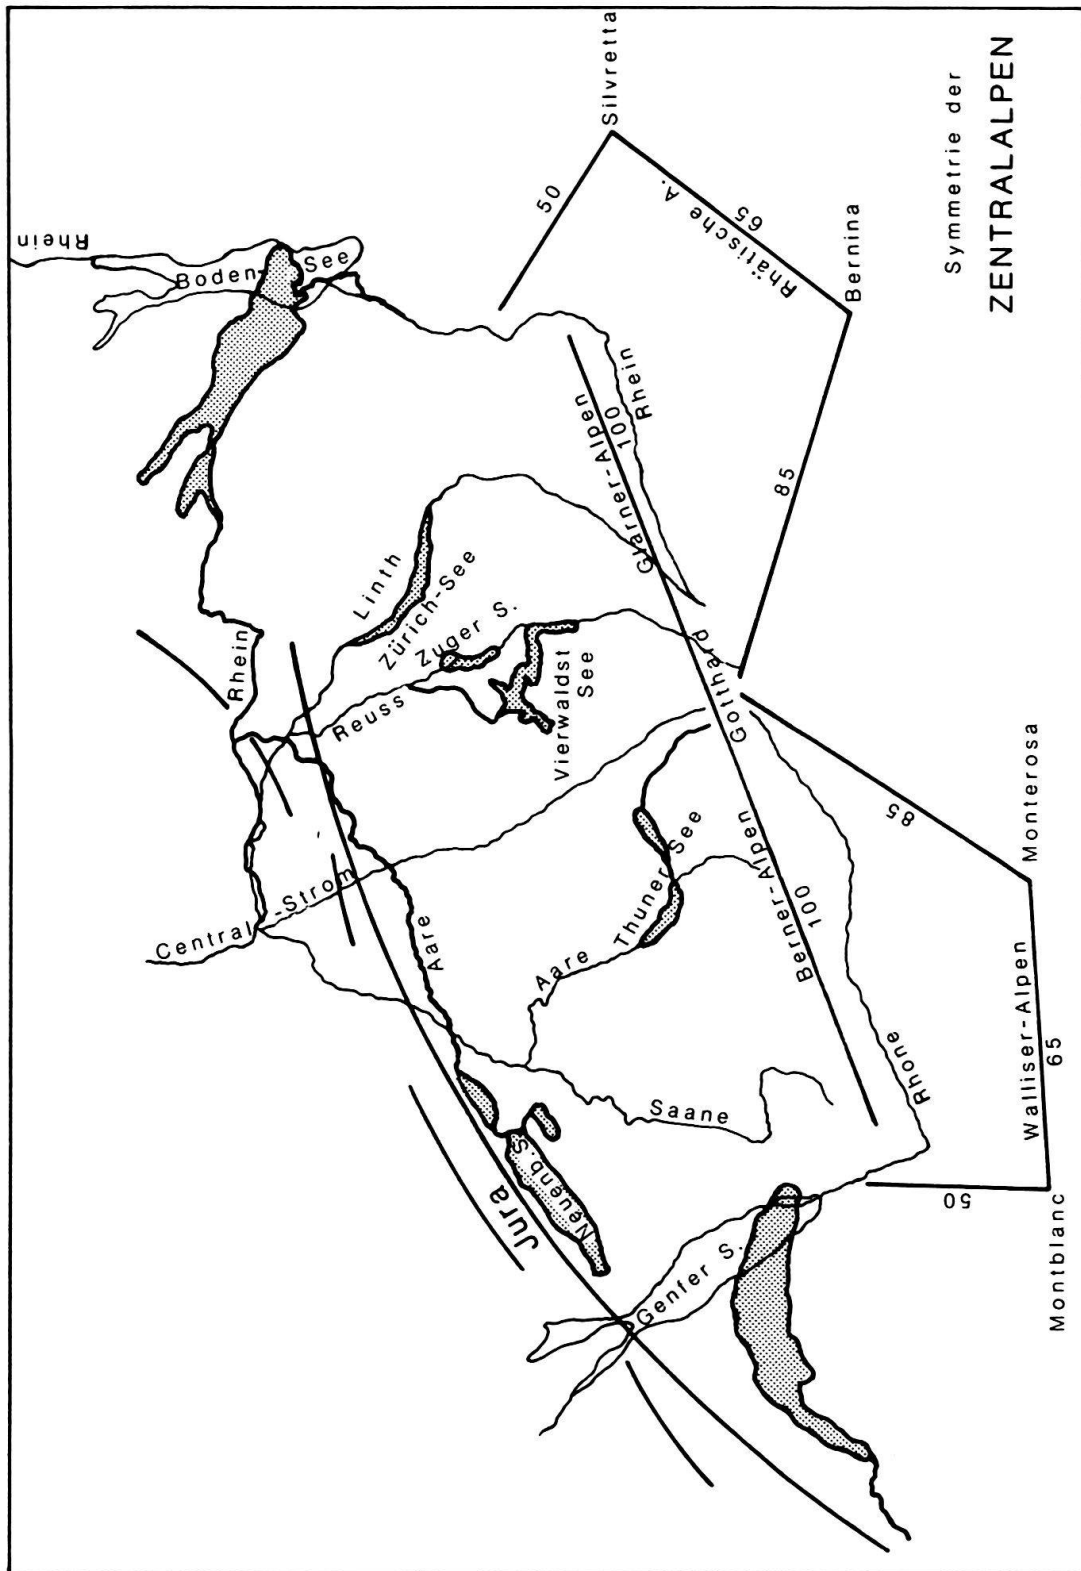 Symmetrie der
ZENTRALALPEN
Rhein
Boden-
See
Silvretta
50
Rhätische A.
65
Bernina
85
Glarner-Alpen
100
Rhein
Linth
Zürich-See
Zuger S.
Vierwaldst
See
Reuss
Rhein
Gotthard
Central-Strom
Aare
Aare
Thuner See
Berner-Alpen
100
85
Monterosa
Walliser-Alpen
65
Montblanc
50
Rhone
Saane
Jura
Neuenb.S.
Genfer S.